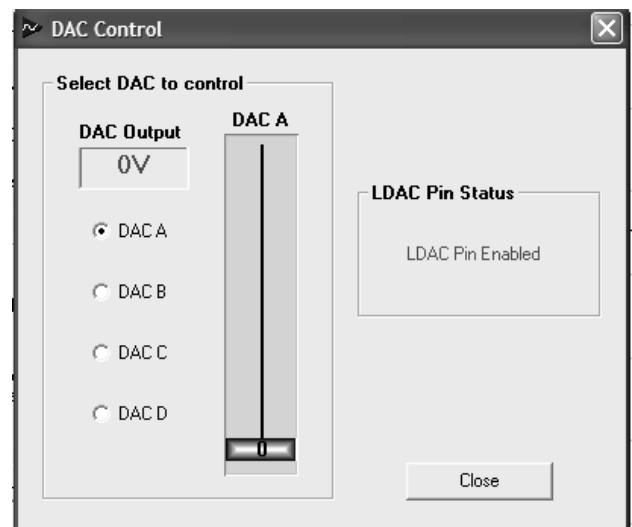 DAC Control
Select DAC to control
DAC Output
DAC A
0V
LDAC Pin Status
DAC A
LDAC Pin Enabled
DAC B
DAC C
DAC D
0
Close